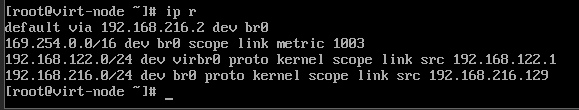 [root@virt-node ~]# ip r
default via 192.168.216.2 dev br0
169.254.0.0/16 dev br0 scope link metric 1003
192.168.122.0/24 dev virbr0 proto kernel scope link src 192.168.122.1
192.168.216.0/24 dev br0 proto kernel scope link src 192.168.216.129
[root@virt-node ~]# _